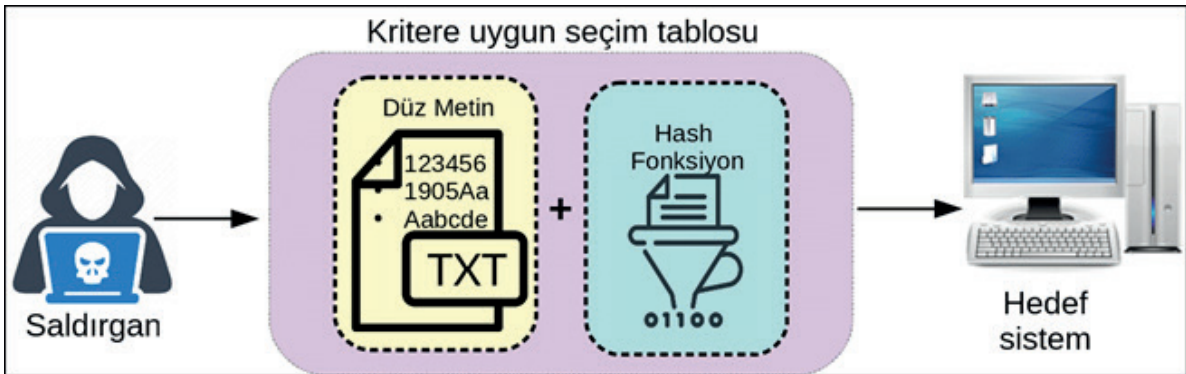 Kritere uygun seçim tablosu
Düz Metin
• 123456
• 1905Aa
• Aabcde
TXT
+
Hash
Fonksiyon
01100
Saldırgan
Hedef
sistem